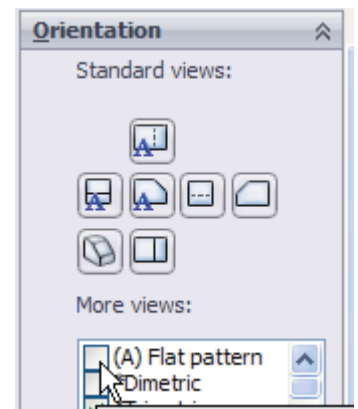 Orientation
Standard views:
A
A A
More views:
(A) Flat pattern
*Dimetric